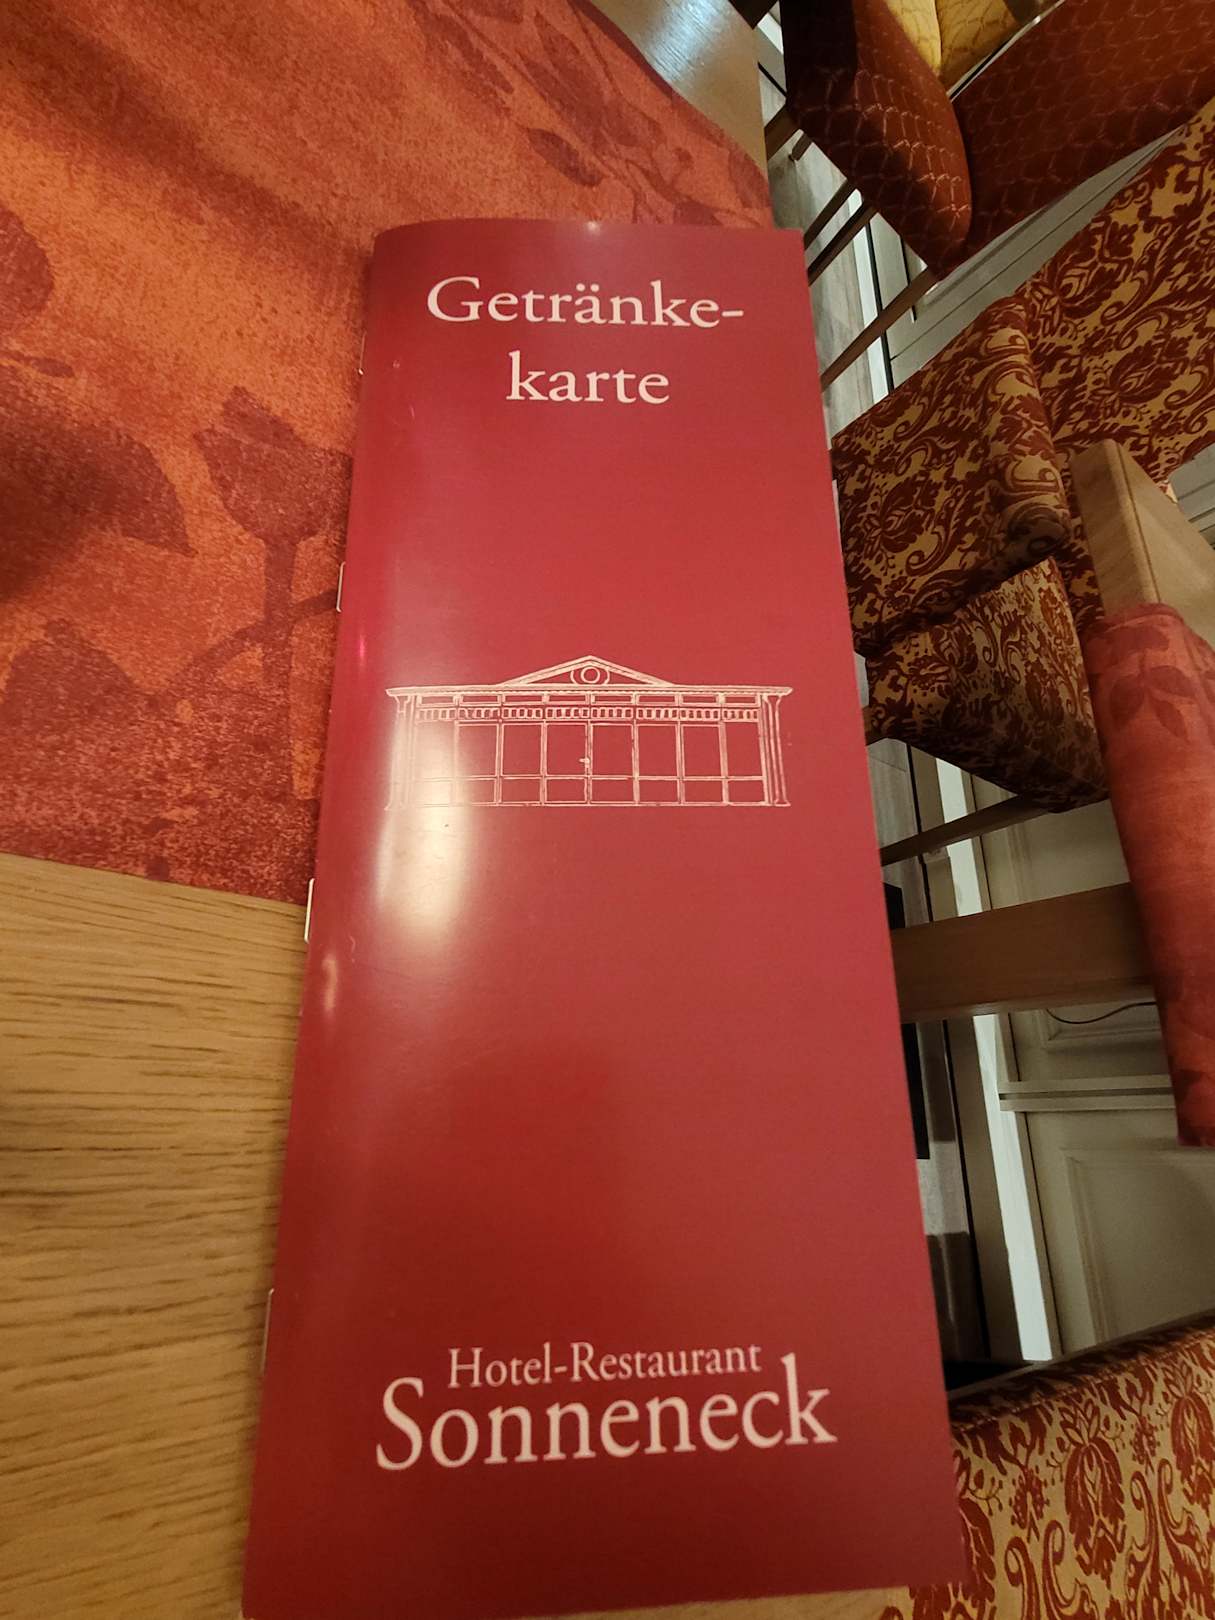 Getränke-
karte
Hotel-Restaurant
Sonneneck